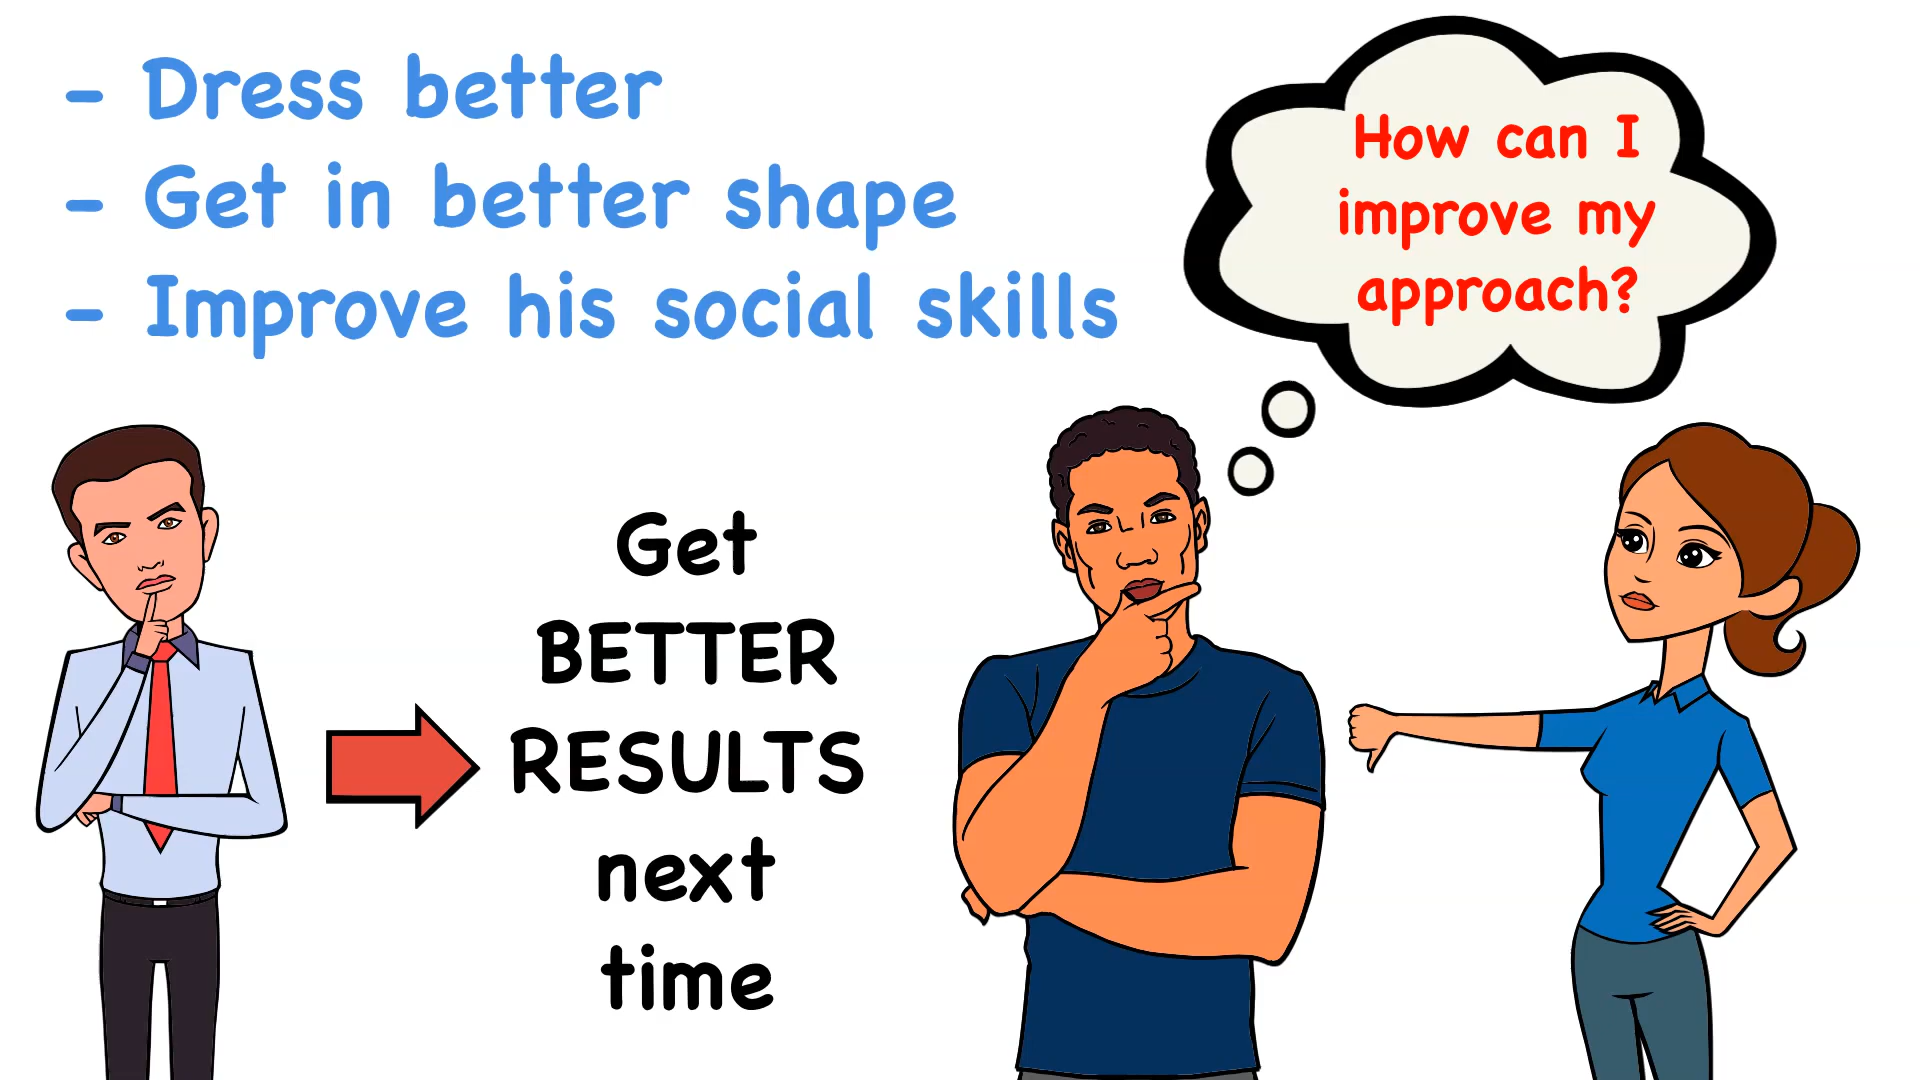 - Dress better
- Get in better shape
- Improve his social skills
How can I
improve my
approach?
Get
BETTER
RESULTS
next
time